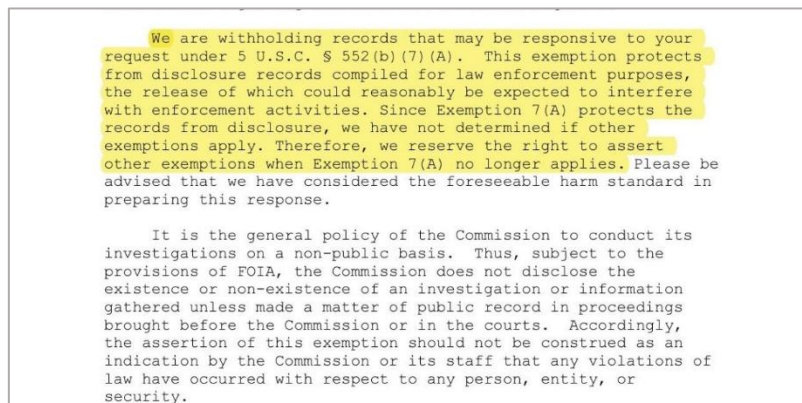 We are withholding records that may be responsive to your
request under 5 U.S.C. § 552(b)(7)(A). This exemption protects
from disclosure records compiled for law enforcement purposes,
the release of which could reasonably be expected to interfere
with enforcement activities. Since Exemption 7(A) protects the
records from disclosure, we have not determined if other
exemptions apply. Therefore, we reserve the right to assert
other exemptions when Exemption 7(A) no longer applies. Please be
advised that we have considered the foreseeable harm standard in
preparing this response.
It is the general policy of the Commission to conduct its
investigations on a non-public basis. Thus, subject to the
provisions of FOIA, the Commission does not disclose the
existence or non-existence of an investigation or information
gathered unless made a matter of public record in proceedings
brought before the Commission or in the courts. Accordingly,
the assertion of this exemption should not be construed as an
indication by the Commission or its staff that any violations of
law have occurred with respect to any person, entity, or
security.